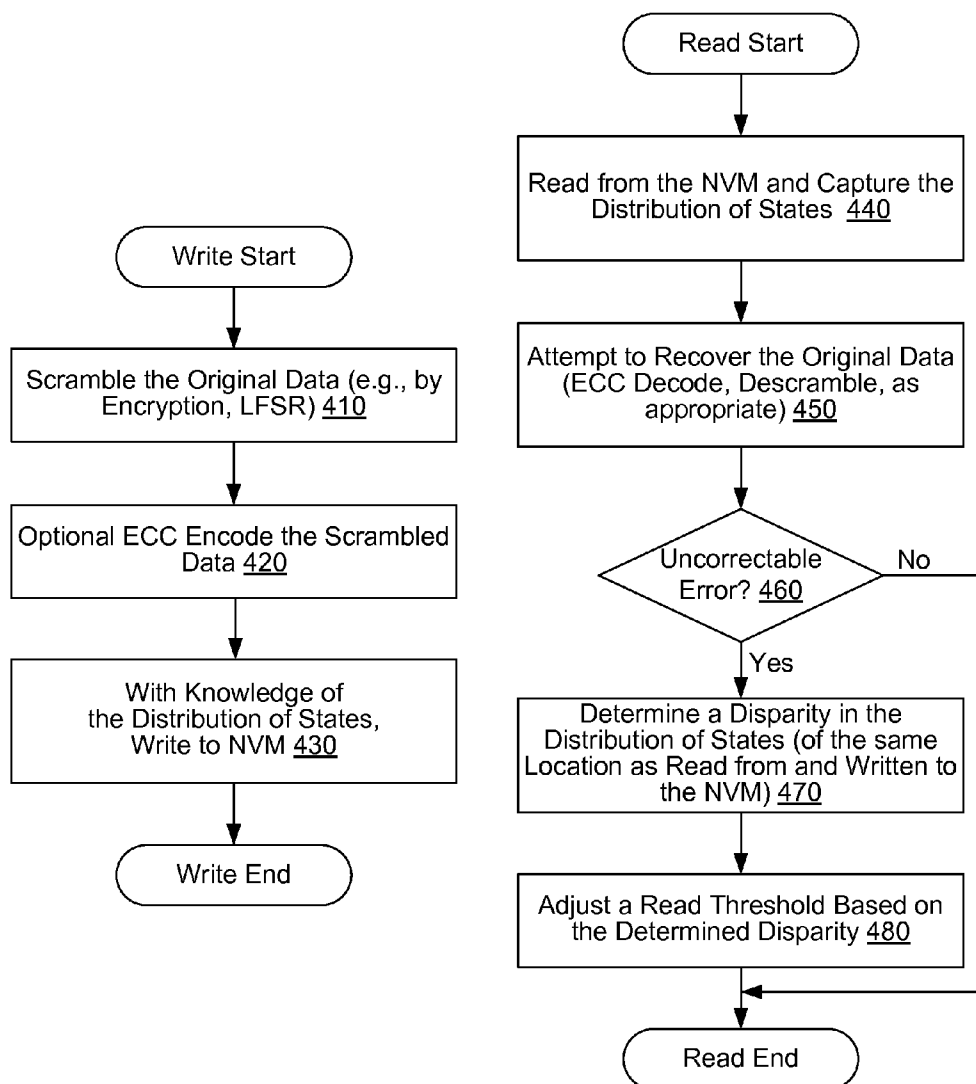 Write Start
Scramble the Original Data (e.g., by
Encryption, LFSR) 410
Optional ECC Encode the Scrambled
Data 420
With Knowledge of
the Distribution of States,
Write to NVM 430
Write End
Read Start
Read from the NVM and Capture the
Distribution of States 440
Attempt to Recover the Original Data
(ECC Decode, Descramble, as
appropriate) 450
Uncorrectable
Error? 460
No
Yes
Determine a Disparity in the
Distribution of States (of the same
Location as Read from and Written to
the NVM) 470
Adjust a Read Threshold Based on
the Determined Disparity 480
Read End